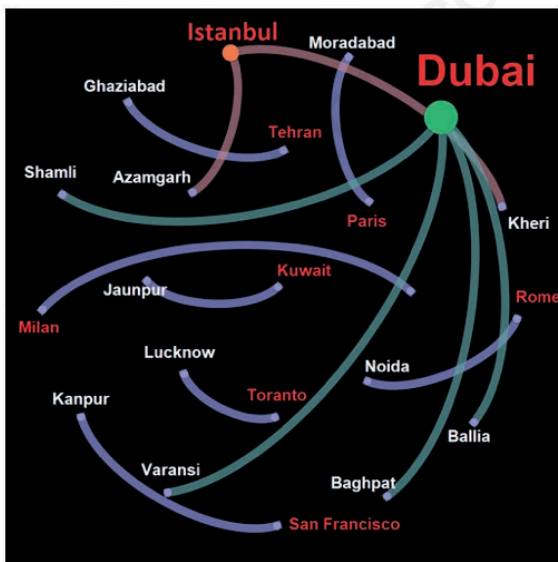 Istanbul
Moradabad
Dubai
Ghaziabad
Tehran
Shamli
Azamgarh
Paris
Kheri
Kuwait
Jaunpur
Rome
Milan
Lucknow
Noida
Kanpur
Toranto
Ballia
Varansi
Baghpat
San Francisco